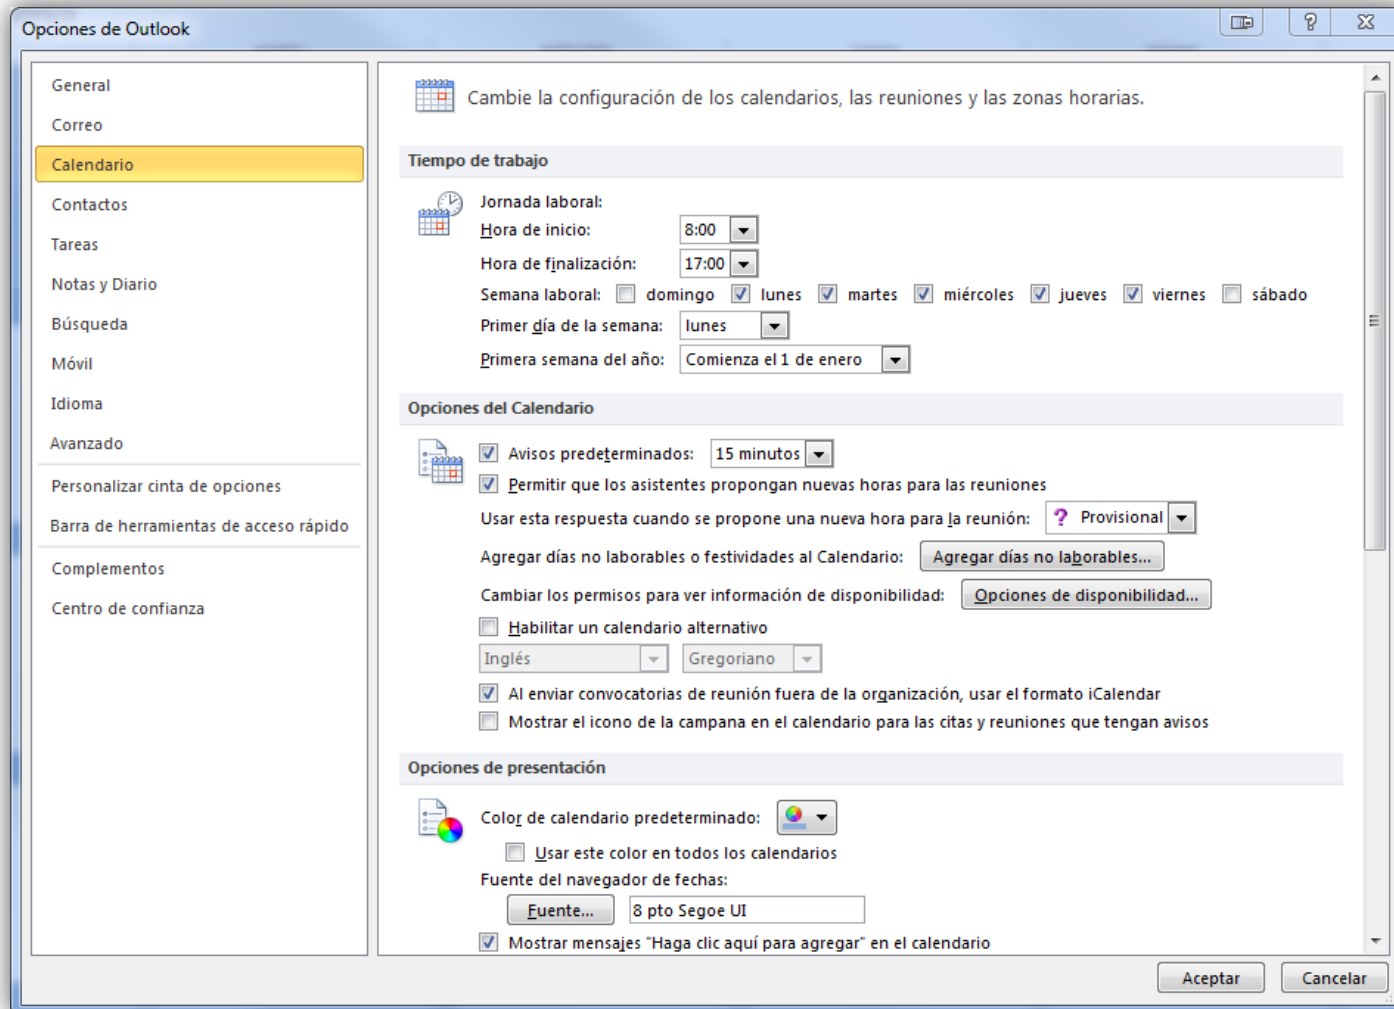 Opciones de Outlook
General
Correo
Calendario
Contactos
Tareas
Notas y Diario
Búsqueda
Móvil
Idioma
Avanzado
Personalizar cinta de opciones
Barra de herramientas de acceso rápido
Complementos
Centro de confianza
Cambie la configuración de los calendarios, las reuniones y las zonas horarias.
Tiempo de trabajo
Jornada laboral:
Hora de inicio: 8:00
Hora de finalización: 17:00
Semana laboral: domingo lunes martes miércoles jueves viernes sábado
Primer día de la semana: lunes
Primera semana del año: Comienza el 1 de enero
Opciones del Calendario
Avisos predeterminados: 15 minutos
Permitir que los asistentes propongan nuevas horas para las reuniones
Usar esta respuesta cuando se propone una nueva hora para la reunión: ? Provisional
Agregar días no laborables o festividades al Calendario: Agregar días no laborables...
Cambiar los permisos para ver información de disponibilidad: Opciones de disponibilidad...
Habilitar un calendario alternativo
Inglés Gregoriano
Al enviar convocatorias de reunión fuera de la organización, usar el formato iCalendar
Mostrar el icono de la campana en el calendario para las citas y reuniones que tengan avisos
Opciones de presentación
Color de calendario predeterminado:
Usar este color en todos los calendarios
Fuente del navegador de fechas:
Fuente... 8 pto Segoe UI
Mostrar mensajes "Haga clic aquí para agregar" en el calendario
Aceptar Cancelar